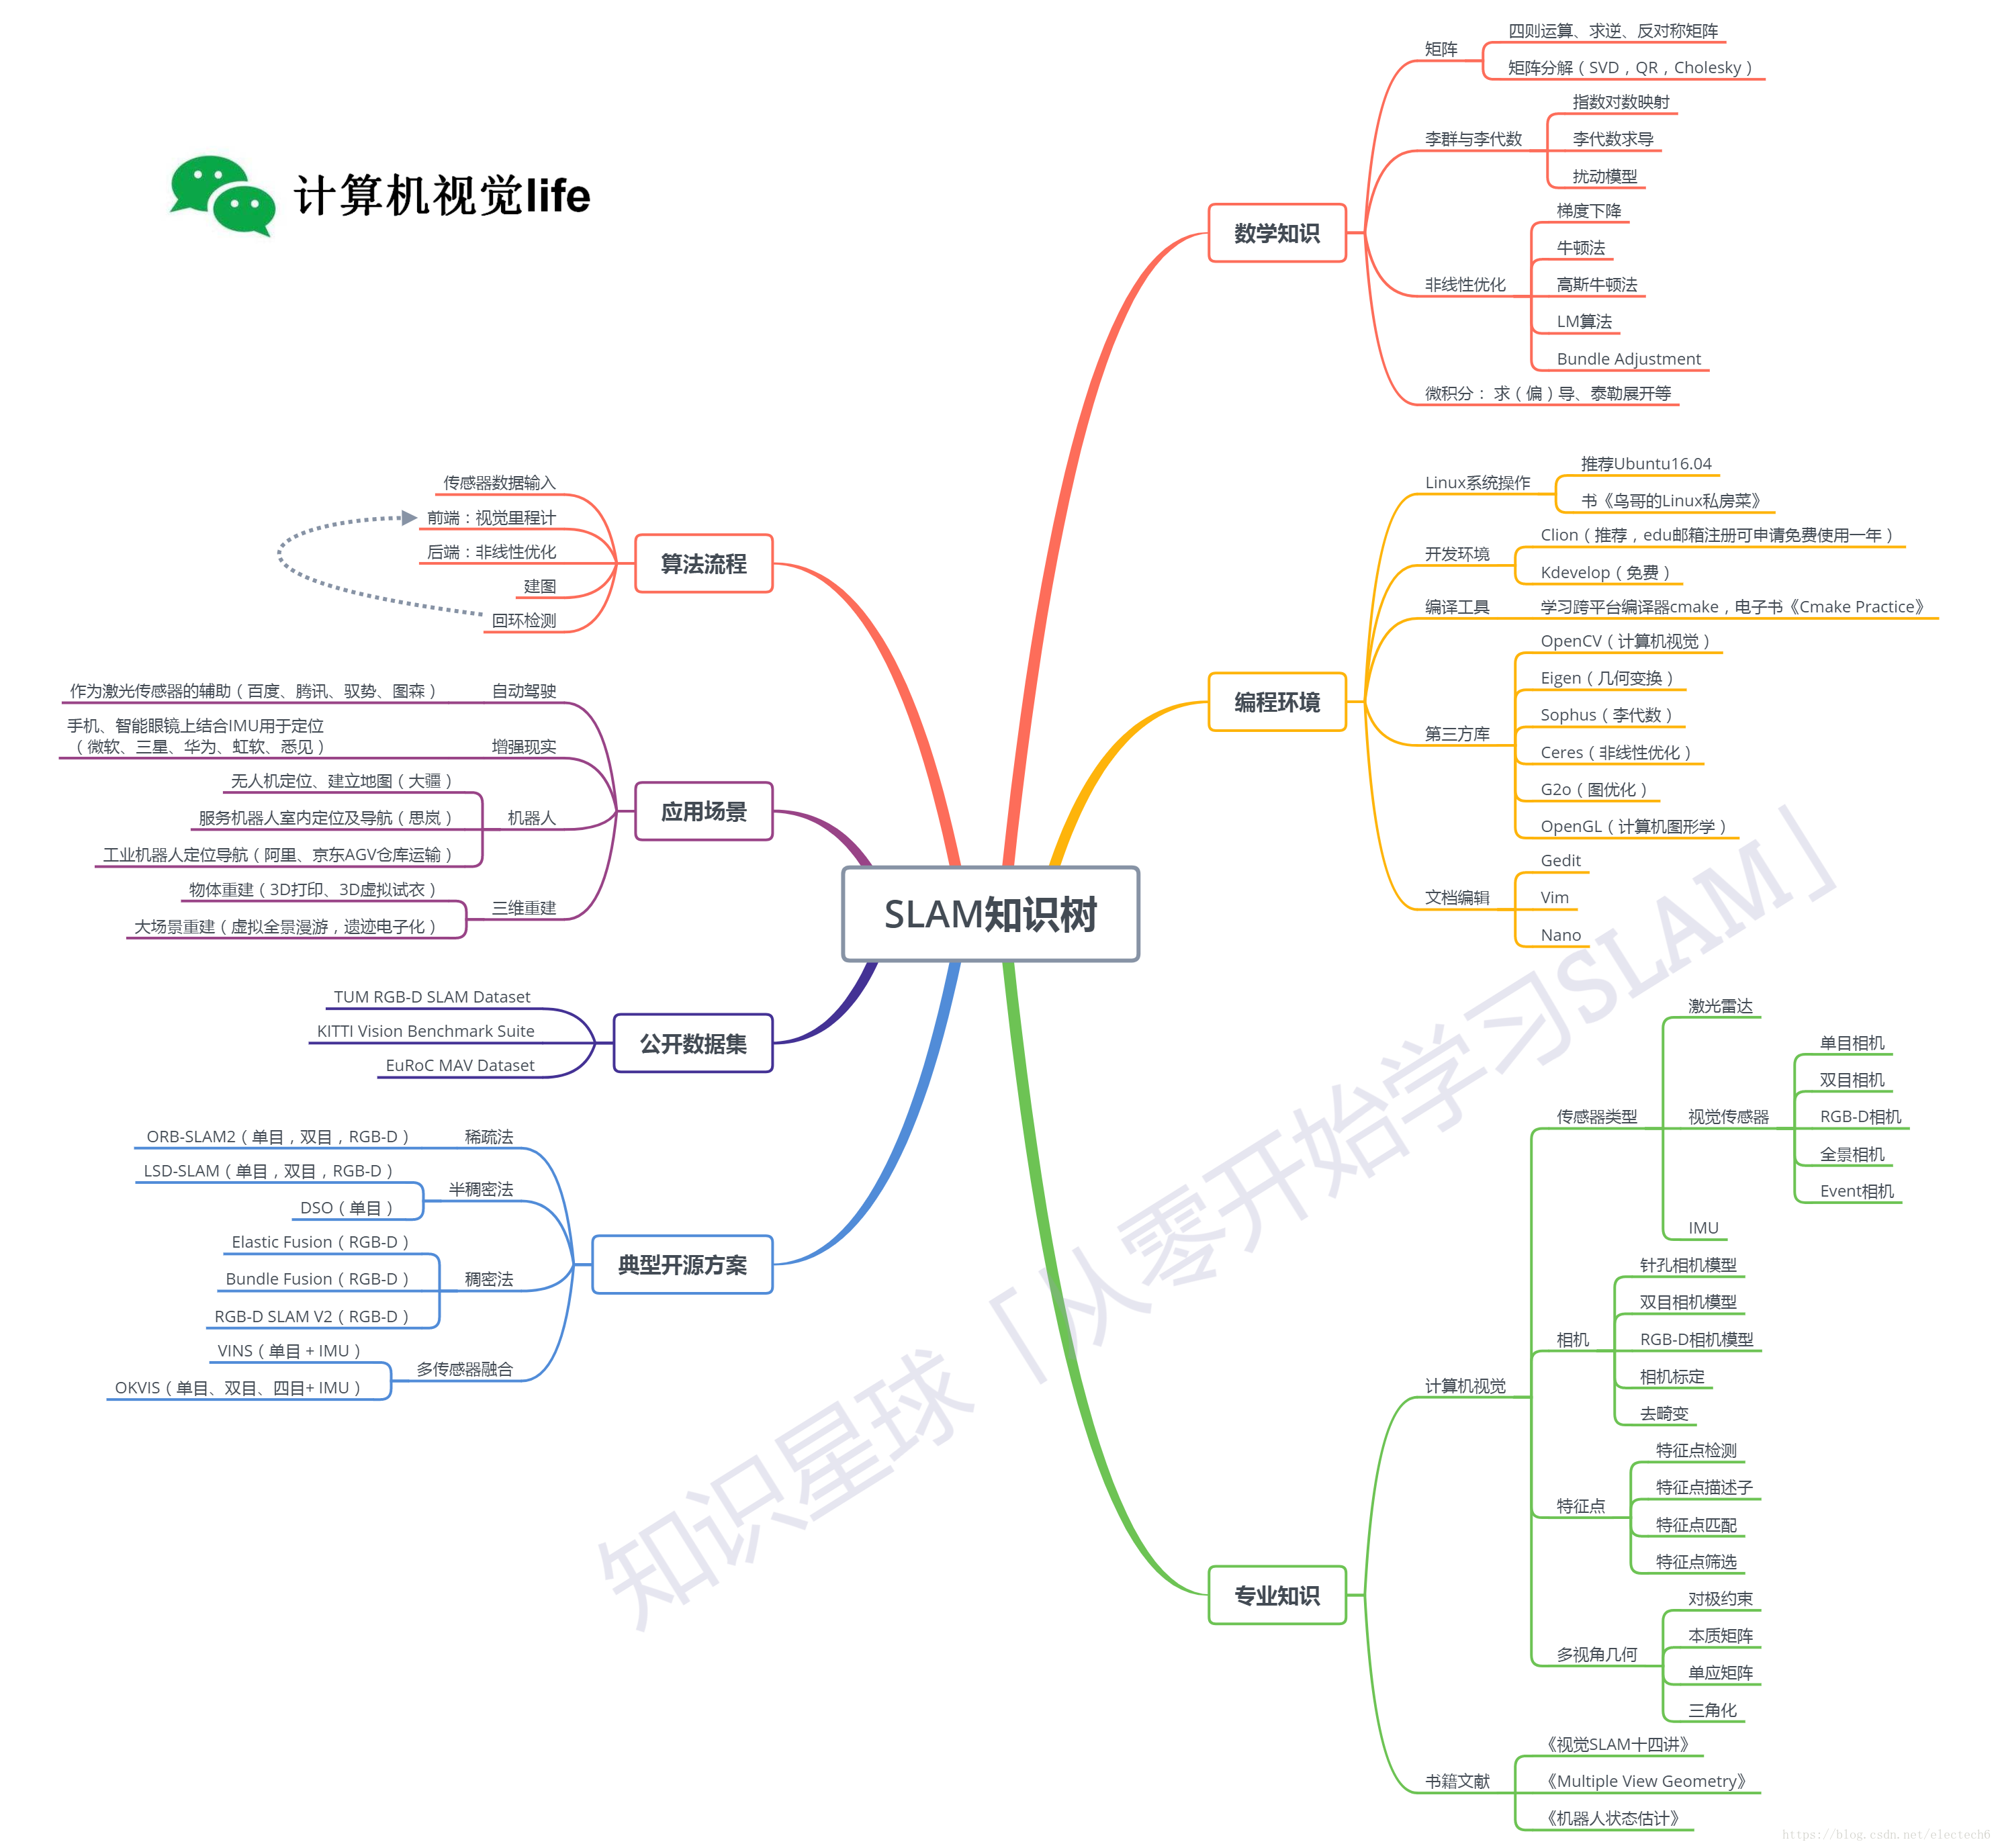 计算机视觉life
SLAM知识树
数学知识
矩阵
四则运算、求逆、反对称矩阵
矩阵分解（SVD，QR，Cholesky）
李群与李代数
指数对数映射
李代数求导
扰动模型
非线性优化
梯度下降
牛顿法
高斯牛顿法
LM算法
Bundle Adjustment
微积分： 求（偏）导、泰勒展开等
编程环境
Linux系统操作
推荐Ubuntu16.04
书《鸟哥的Linux私房菜》
开发环境
Clion（推荐，edu邮箱注册可申请免费使用一年）
Kdevelop（免费）
编译工具
学习跨平台编译器cmake，电子书《Cmake Practice》
第三方库
OpenCV（计算机视觉）
Eigen（几何变换）
Sophus（李代数）
Ceres（非线性优化）
G2o（图优化）
OpenGL（计算机图形学）
文档编辑
Gedit
Vim
Nano
专业知识
计算机视觉
传感器类型
激光雷达
视觉传感器
单目相机
双目相机
RGB-D相机
全景相机
Event相机
IMU
相机
针孔相机模型
双目相机模型
RGB-D相机模型
相机标定
去畸变
特征点
特征点检测
特征点描述子
特征点匹配
特征点筛选
多视角几何
对极约束
本质矩阵
单应矩阵
三角化
书籍文献
《视觉SLAM十四讲》
《Multiple View Geometry》
《机器人状态估计》
算法流程
传感器数据输入
前端：视觉里程计
后端：非线性优化
建图
回环检测
应用场景
自动驾驶
作为激光传感器的辅助（百度、腾讯、驭势、图森）
增强现实
手机、智能眼镜上结合IMU用于定位
（微软、三星、华为、虹软、悉见）
机器人
无人机定位、建立地图（大疆）
服务机器人室内定位及导航（思岚）
工业机器人定位导航（阿里、京东AGV仓库运输）
三维重建
物体重建（3D打印、3D虚拟试衣）
大场景重建（虚拟全景漫游，遗迹电子化）
公开数据集
TUM RGB-D SLAM Dataset
KITTI Vision Benchmark Suite
EuRoC MAV Dataset
典型开源方案
稀疏法
ORB-SLAM2（单目，双目，RGB-D）
半稠密法
LSD-SLAM（单目，双目，RGB-D）
DSO（单目）
稠密法
Elastic Fusion（RGB-D）
Bundle Fusion（RGB-D）
RGB-D SLAM V2（RGB-D）
多传感器融合
VINS（单目 + IMU）
OKVIS（单目、双目、四目+ IMU）
知识星球「从零开始学习SLAM」
https://blog.csdn.net/electech6